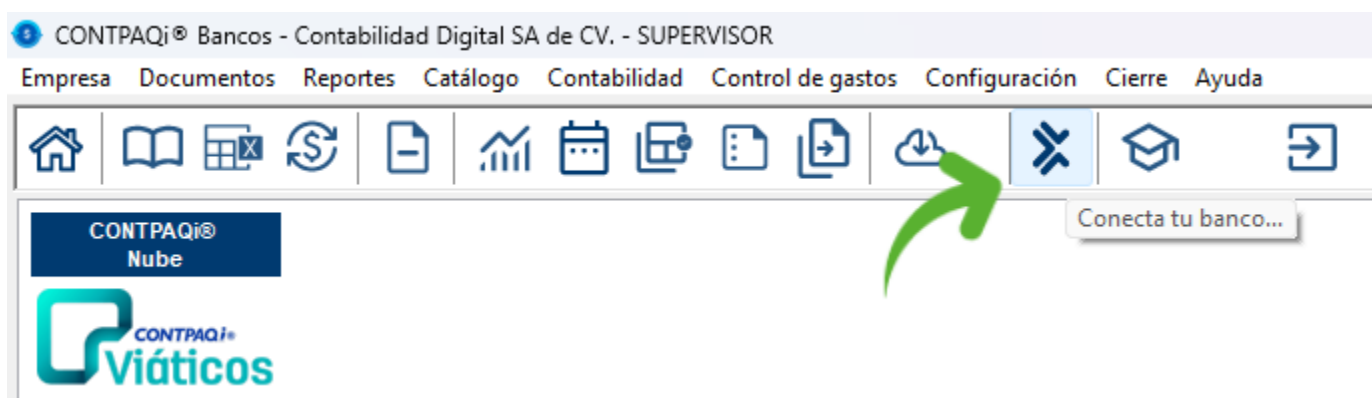 CONTPAQi® Bancos - Contabilidad Digital SA de CV. - SUPERVISOR
Empresa Documentos Reportes Catálogo Contabilidad Control de gastos Configuración Cierre Ayuda
Conecta tu banco...
CONTPAQi®
Nube
CONTPAQi®
Viáticos